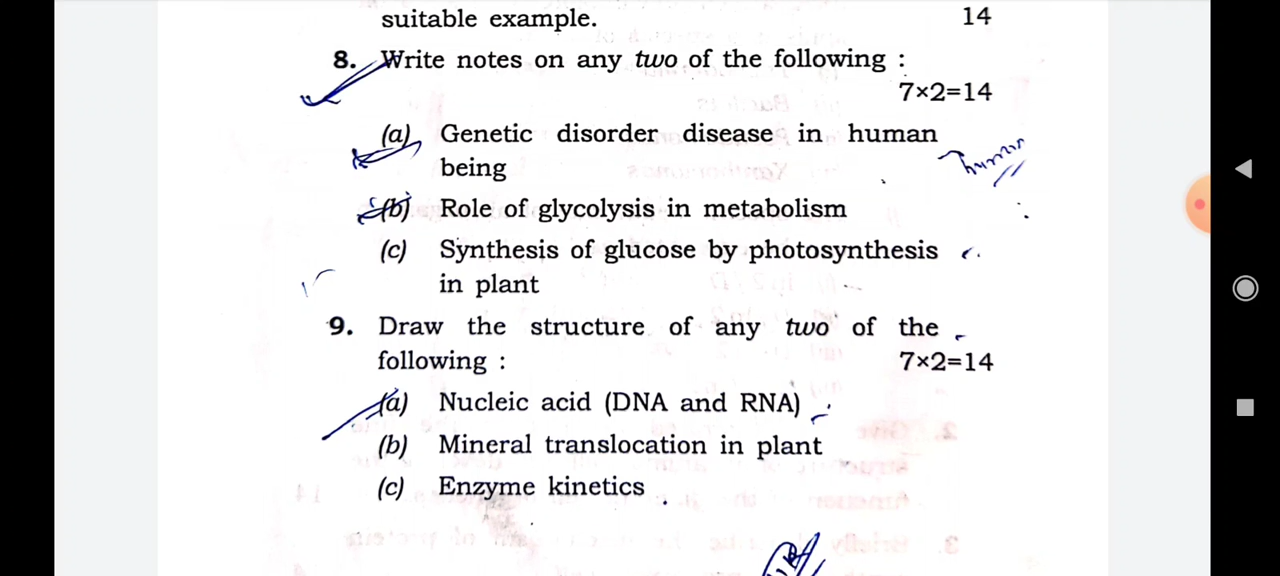 suitable example. 14
8. Write notes on any two of the following :
7×2=14
(a) Genetic disorder disease in human
being
human
(b) Role of glycolysis in metabolism
(c) Synthesis of glucose by photosynthesis
in plant
9. Draw the structure of any two of the
following : 7×2=14
(a) Nucleic acid (DNA and RNA)
(b) Mineral translocation in plant
(c) Enzyme kinetics